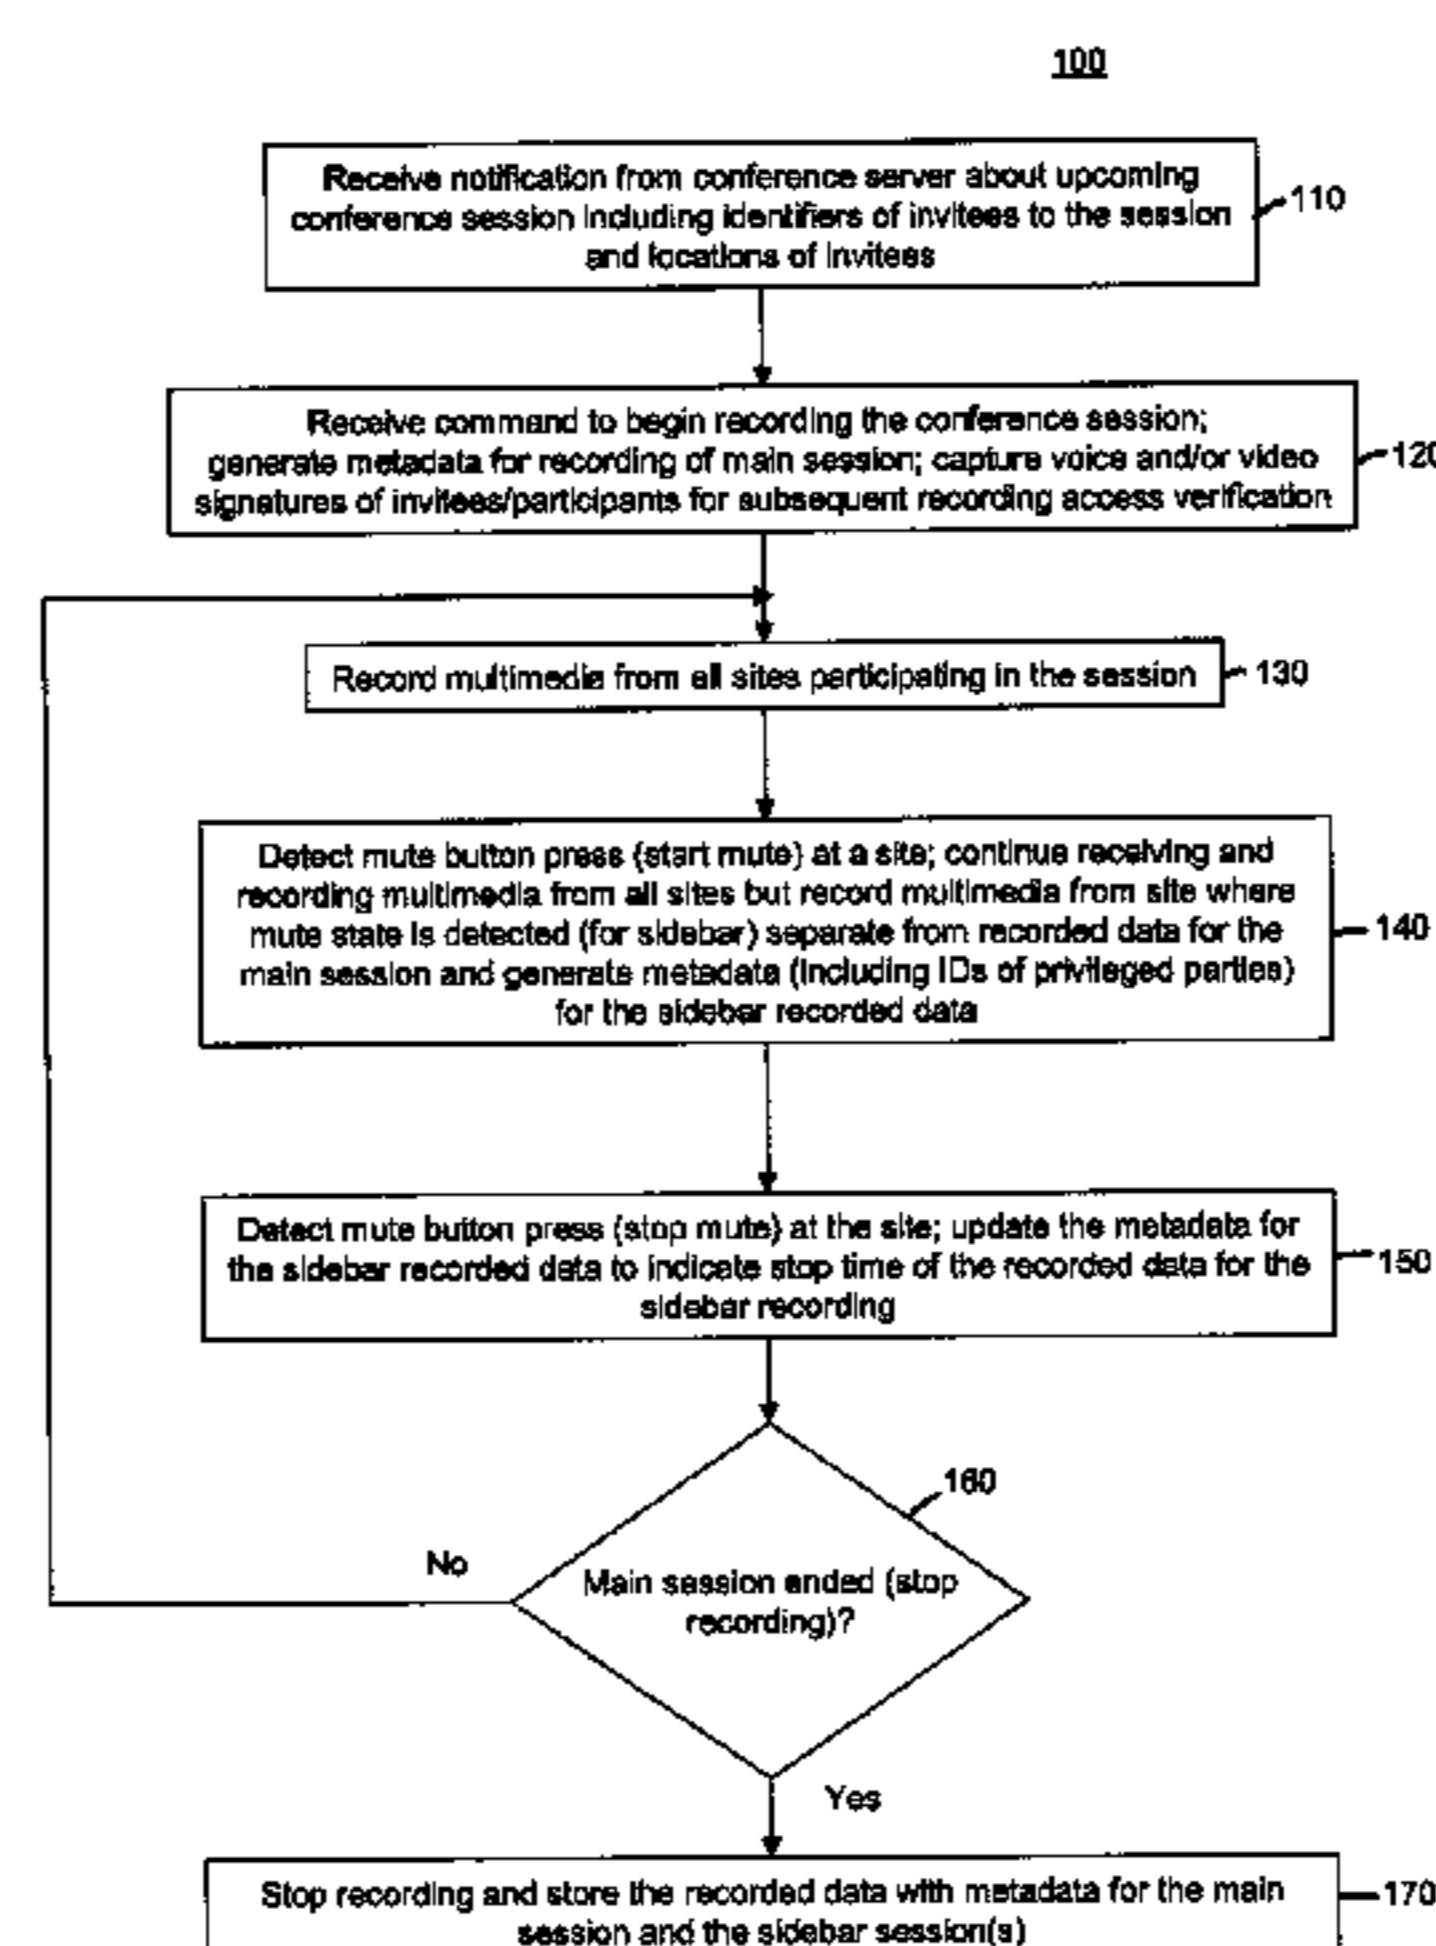 100
Receive notification from conference server about upcoming
conference session including identifiers of invitees to the session
and locations of invitees
110
Receive command to begin recording the conference session;
generate metadata for recording of main session; capture voice and/or video
signatures of invitees/participants for subsequent recording access verification
120
Record multimedia from all sites participating in the session
130
Detect mute button press (start mute) at a site; continue receiving and
recording multimedia from all sites but record multimedia from site where
mute state is detected (for sidebar) separate from recorded data for the
main session and generate metadata (including IDs of privileged parties)
for the sidebar recorded data
140
Detect mute button press (stop mute) at the site; update the metadata for
the sidebar recorded data to indicate stop time of the recorded data for the
sidebar recording
150
160
No
Main session ended (stop
recording)?
Yes
Stop recording and store the recorded data with metadata for the main
session and the sidebar session(s)
170